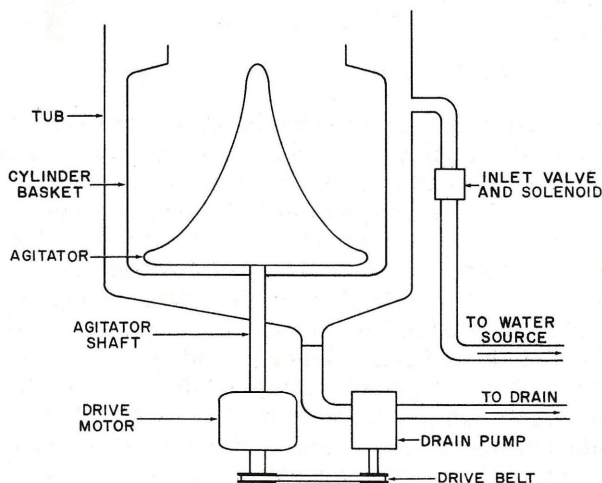 TUB
CYLINDER
BASKET
AGITATOR
AGITATOR
SHAFT
DRIVE
MOTOR
INLET VALVE
AND SOLENOID
TO WATER
SOURCE
TO DRAIN
DRAIN PUMP
DRIVE BELT